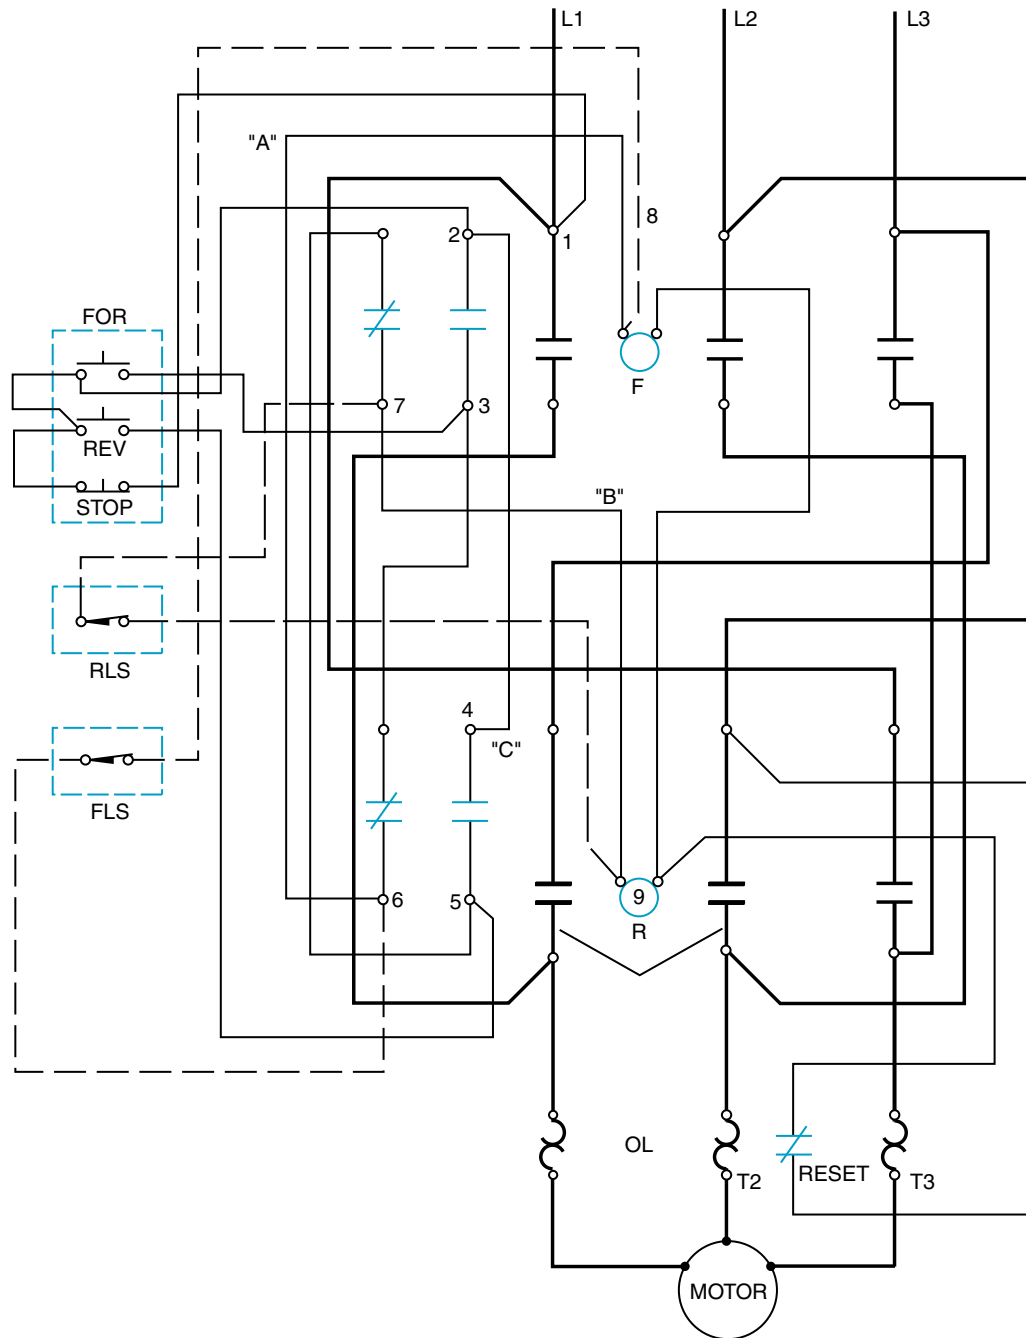 L1
L2
L3
"A"
8
2
1
FOR
F
7
3
REV
"B"
STOP
RLS
4
"C"
FLS
6
5
9
R
OL
T2
RESET
T3
MOTOR